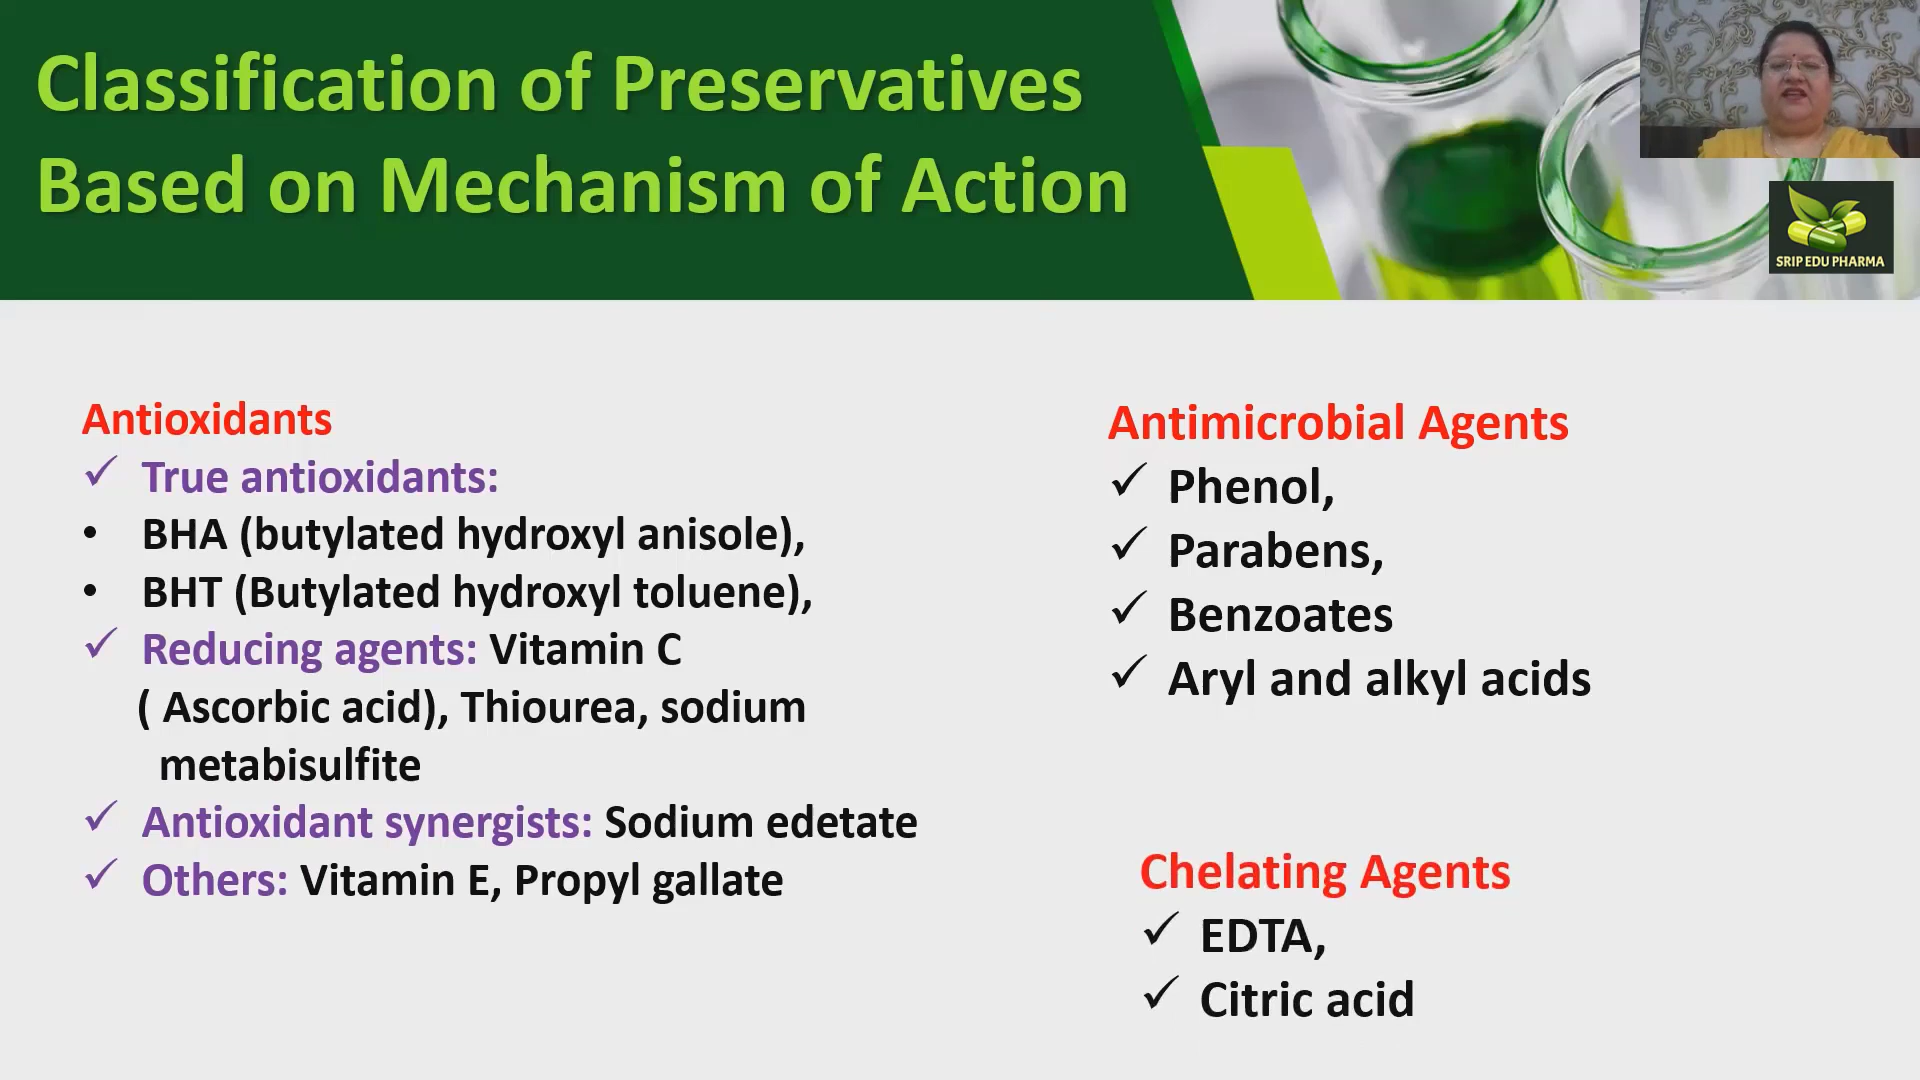 Classification of Preservatives
Based on Mechanism of Action
SRIP EDU PHARMA
Antioxidants
✓ True antioxidants:
• BHA (butylated hydroxyl anisole),
• BHT (Butylated hydroxyl toluene),
✓ Reducing agents: Vitamin C
( Ascorbic acid), Thiourea, sodium
metabisulfite
✓ Antioxidant synergists: Sodium edetate
✓ Others: Vitamin E, Propyl gallate
Antimicrobial Agents
✓ Phenol,
✓ Parabens,
✓ Benzoates
✓ Aryl and alkyl acids
Chelating Agents
✓ EDTA,
✓ Citric acid